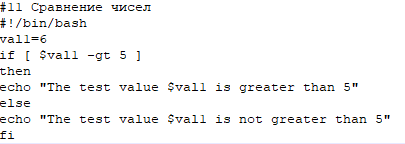 #11 Сравнение чисел
#!/bin/bash
val1=6
if [ $val1 -gt 5 ]
then
echo "The test value $val1 is greater than 5"
else
echo "The test value $val1 is not greater than 5"
fi